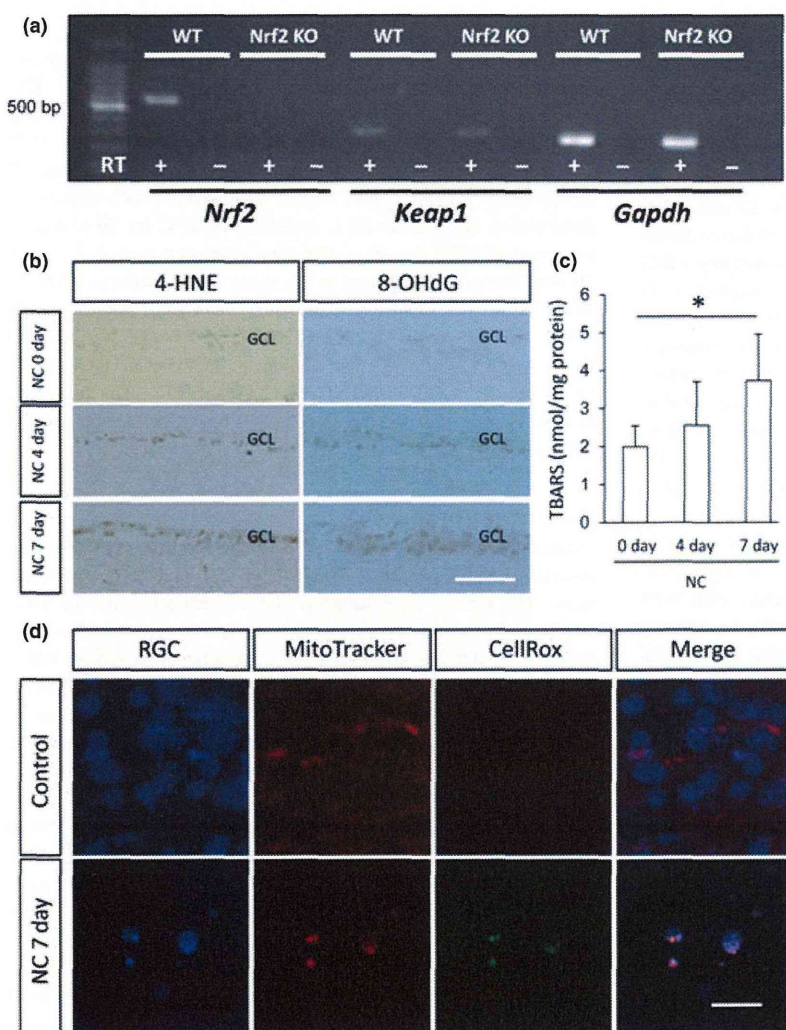 (a)
WT Nrf2 KO WT Nrf2 KO WT Nrf2 KO
500 bp
RT + – + – + – + – + – + –
Nrf2 Keap1 Gapdh
(b)
4-HNE 8-OHdG
NC 0 day GCL GCL
NC 4 day GCL GCL
NC 7 day GCL GCL
(c)
*
TBARS (nmol/mg protein)
6
5
4
3
2
1
0
0 day 4 day 7 day
NC
(d)
RGC MitoTracker CellRox Merge
Control
NC 7 day